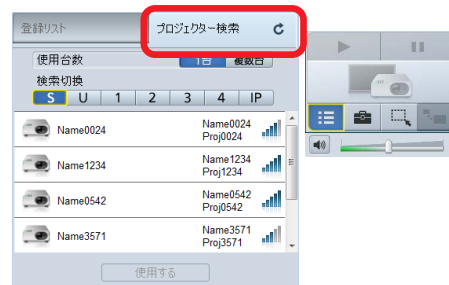 登録リスト
プロジェクター検索
使用台数
1台 複数台
検索切換
S U 1 2 3 4 IP
Name0024 Name0024
Proj0024
Name1234 Name1234
Proj1234
Name0542 Name0542
Proj0542
Name3571 Name3571
Proj3571
使用する